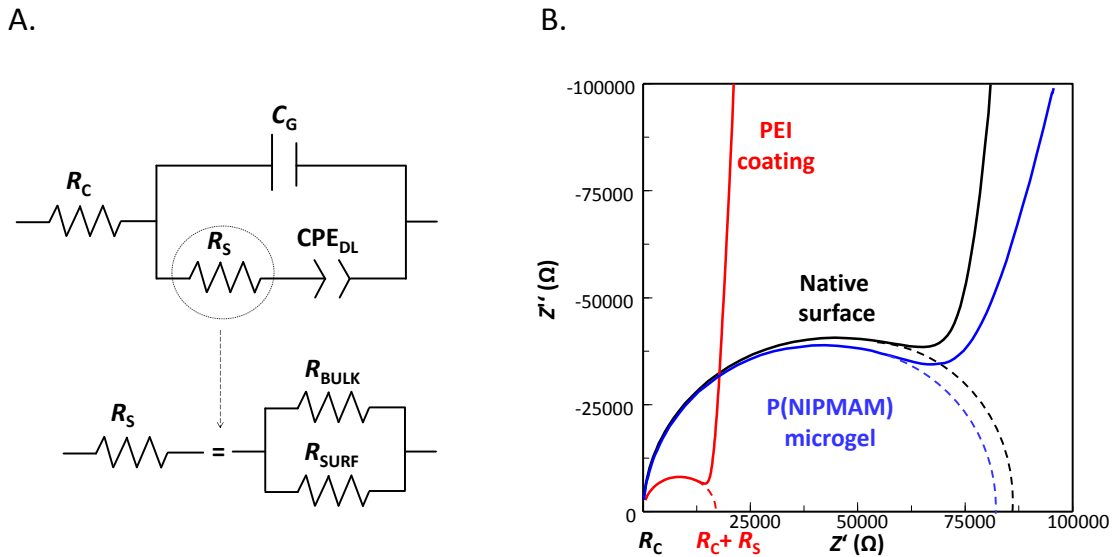 A.
B.
C_G
R_C
R_S
CPE_DL
R_BULK
R_S
=
R_SURF
-100000
-75000
-50000
-25000
0
Z'' (Ω)
PEI
coating
Native
surface
P(NIPMAM)
microgel
25000
50000
75000
100000
R_C
R_C + R_S
Z' (Ω)